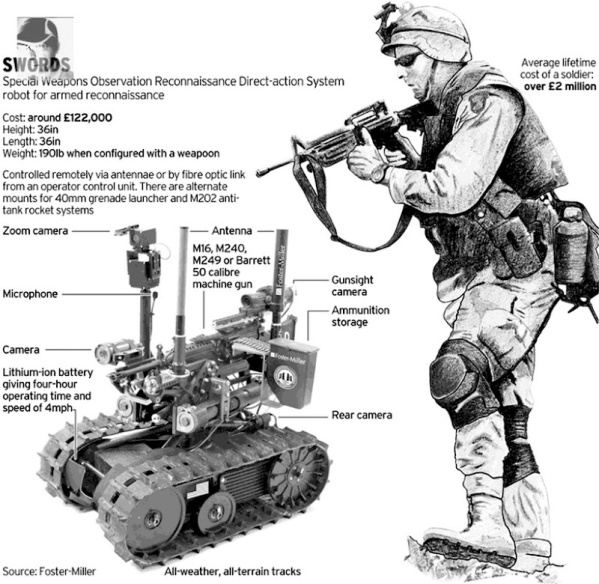 SWORDS
Special Weapons Observation Reconnaissance Direct-action System
robot for armed reconnaissance
Cost: around £122,000
Height: 36in
Length: 36in
Weight: 190lb when configured with a weapoon
Controlled remotely via antennae or by fibre optic link
from an operator control unit. There are alternate
mounts for 40mm grenade launcher and M202 anti-
tank rocket systems
Average lifetime
cost of a soldier:
over £2 million
Zoom camera
Antenna
M16, M240,
M249 or Barrett
50 calibre
machine gun
Foster-Miller
Gunsight
camera
Microphone
Ammunition
storage
Camera
Foster-Miller
Lithium-ion battery
giving four-hour
operating time and
speed of 4mph
Rear camera
Source: Foster-Miller
All-weather, all-terrain tracks